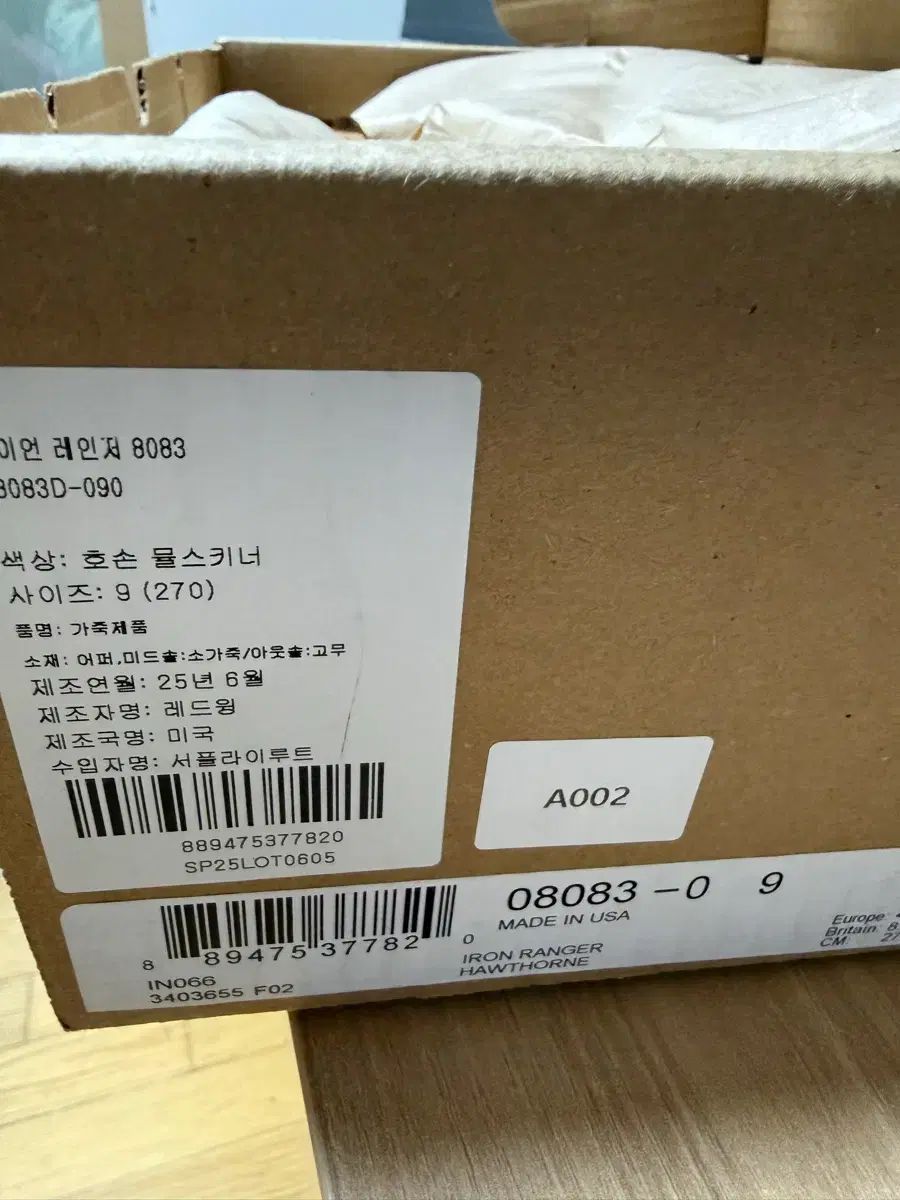 이언 레인저 8083
8083D-090
색상: 호손 뮬스키너
사이즈: 9 (270)
품명: 가죽제품
소재: 어퍼,미드솔:소가죽/아웃솔:고무
제조연월: 25년 6월
제조자명: 레드윙
제조국명: 미국
수입자명: 서플라이루트
889475377820
SP25LOT0605
A002
08083-0 9
MADE IN USA
8 89475 37782 0
IRON RANGER
HAWTHORNE
IN066
3403655 F02
Europe
Britain
CM